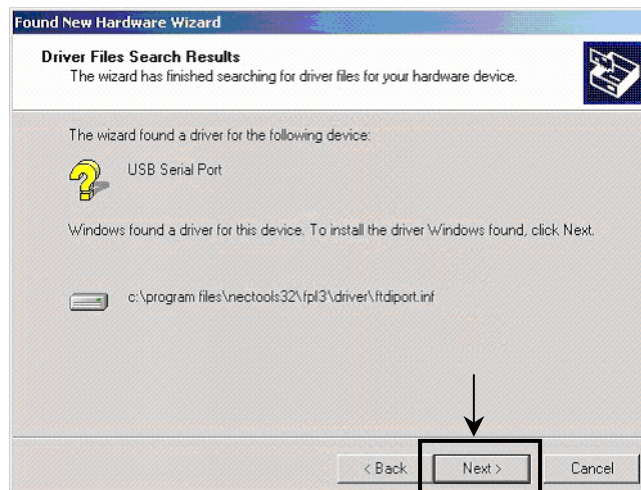 Found New Hardware Wizard
Driver Files Search Results
The wizard has finished searching for driver files for your hardware device.
The wizard found a driver for the following device:
USB Serial Port
Windows found a driver for this device. To install the driver Windows found, click Next.
c:\program files\nectools32\fpl3\driver\ftdiport.inf
< Back Next > Cancel